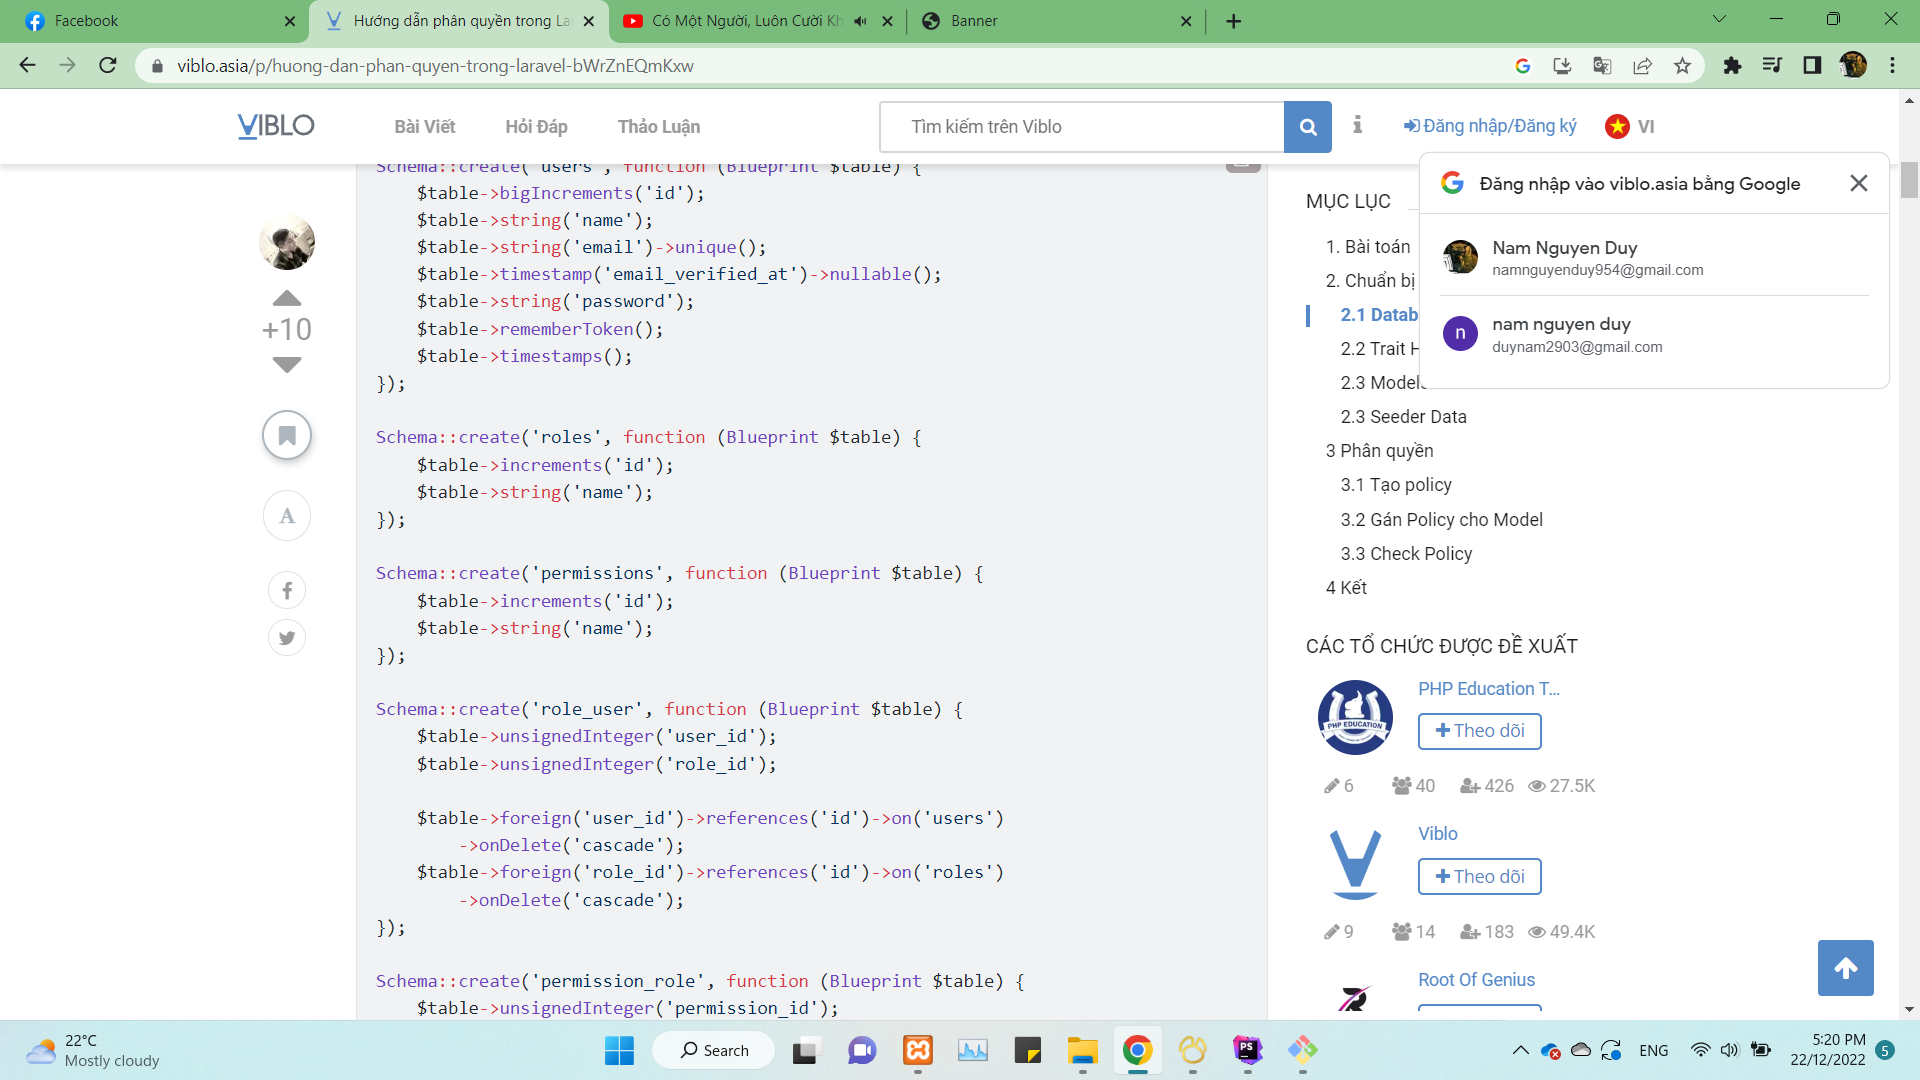 Facebook
Hướng dẫn phân quyền trong La
Có Một Người, Luôn Cười Kh
Banner
viblo.asia/p/huong-dan-phan-quyen-trong-laravel-bWrZnEQmKxw
VIBLO
Bài Viết
Hỏi Đáp
Thảo Luận
Tìm kiếm trên Viblo
Đăng nhập/Đăng ký
VI
Đăng nhập vào viblo.asia bằng Google
Nam Nguyen Duy
namnguyenduy954@gmail.com
n
nam nguyen duy
duynam2903@gmail.com
+10
A
Schema::create('users', function (Blueprint $table) {
    $table->bigIncrements('id');
    $table->string('name');
    $table->string('email')->unique();
    $table->timestamp('email_verified_at')->nullable();
    $table->string('password');
    $table->rememberToken();
    $table->timestamps();
});
Schema::create('roles', function (Blueprint $table) {
    $table->increments('id');
    $table->string('name');
});
Schema::create('permissions', function (Blueprint $table) {
    $table->increments('id');
    $table->string('name');
});
Schema::create('role_user', function (Blueprint $table) {
    $table->unsignedInteger('user_id');
    $table->unsignedInteger('role_id');
    $table->foreign('user_id')->references('id')->on('users')
        ->onDelete('cascade');
    $table->foreign('role_id')->references('id')->on('roles')
        ->onDelete('cascade');
});
Schema::create('permission_role', function (Blueprint $table) {
    $table->unsignedInteger('permission_id');
MỤC LỤC
1. Bài toán
2. Chuẩn bị
2.1 Datab
2.2 Trait H
2.3 Models
2.3 Seeder Data
3 Phân quyền
3.1 Tạo policy
3.2 Gán Policy cho Model
3.3 Check Policy
4 Kết
CÁC TỔ CHỨC ĐƯỢC ĐỀ XUẤT
PHP EDUCATION
PHP Education T...
+ Theo dõi
6 40 426 27.5K
Viblo
+ Theo dõi
9 14 183 49.4K
Root Of Genius
22°C
Mostly cloudy
Search
PS
ENG
5:20 PM
22/12/2022
5